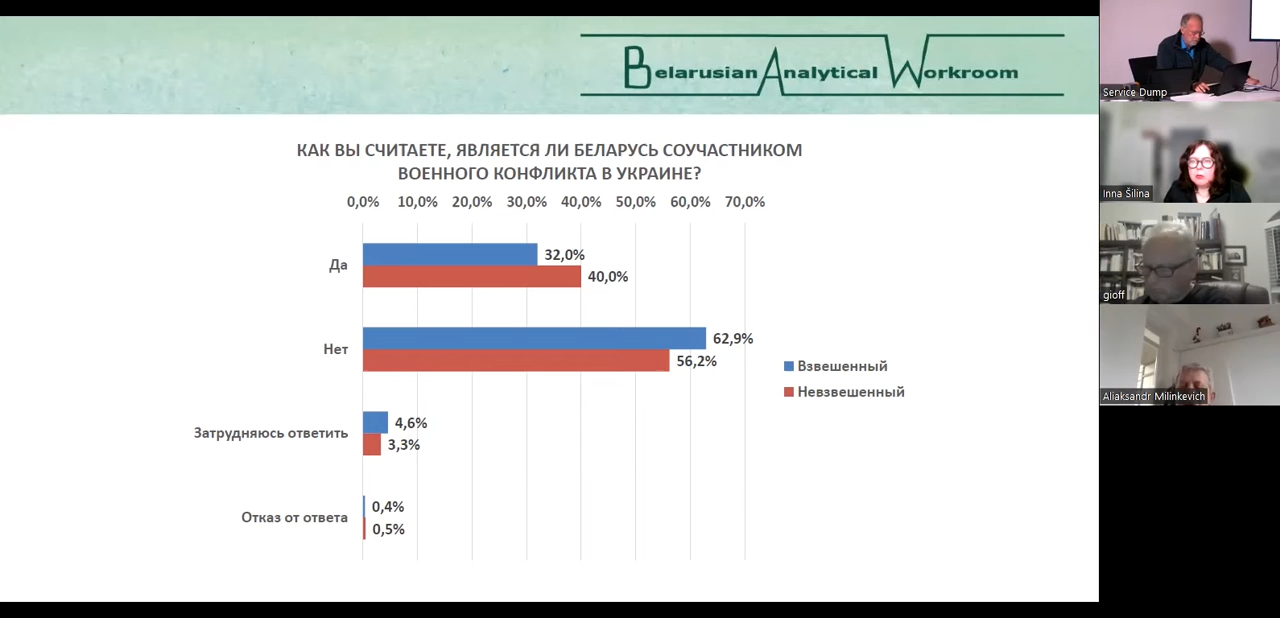 Belarusian Analytical Workroom
КАК ВЫ СЧИТАЕТЕ, ЯВЛЯЕТСЯ ЛИ БЕЛАРУСЬ СОУЧАСТНИКОМ
ВОЕННОГО КОНФЛИКТА В УКРАИНЕ?
0,0% 10,0% 20,0% 30,0% 40,0% 50,0% 60,0% 70,0%
Да
32,0%
40,0%
Нет
62,9%
56,2%
Затрудняюсь ответить
4,6%
3,3%
Отказ от ответа
0,4%
0,5%
Взвешенный
Невзвешенный
Service Dump
Inna Šilina
gioff
Aliaksandr Milinkevich